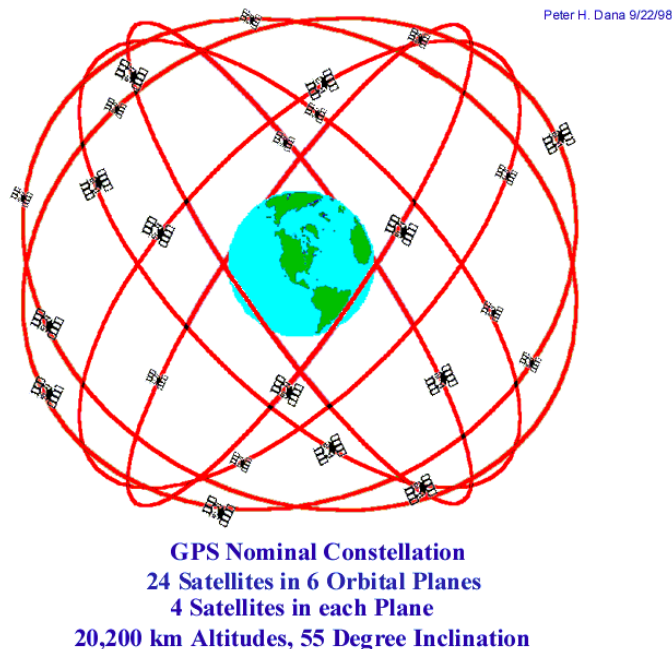 Peter H. Dana 9/22/98
GPS Nominal Constellation
24 Satellites in 6 Orbital Planes
4 Satellites in each Plane
20,200 km Altitudes, 55 Degree Inclination